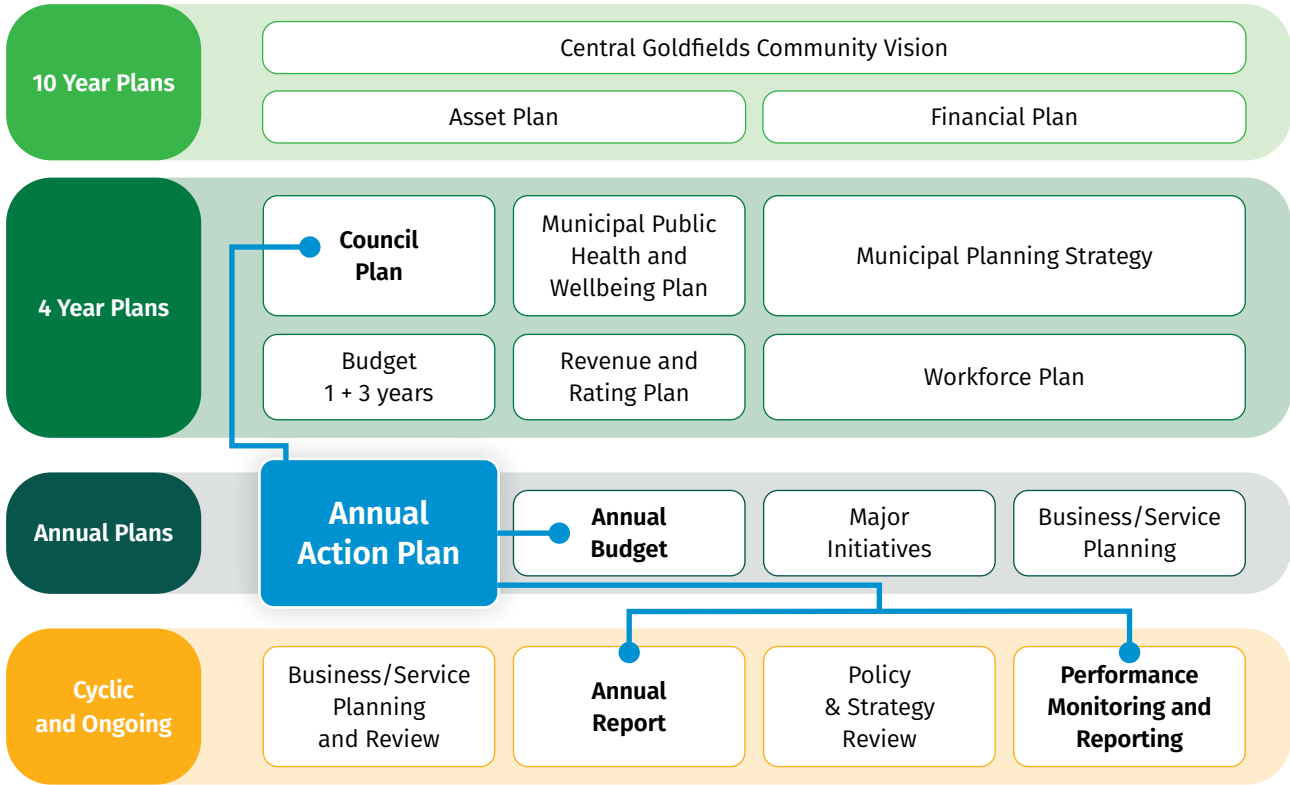 10 Year Plans
Central Goldfields Community Vision
Asset Plan
Financial Plan
4 Year Plans
Council
Plan
Municipal Public
Health and
Wellbeing Plan
Municipal Planning Strategy
Budget
1 + 3 years
Revenue and
Rating Plan
Workforce Plan
Annual Plans
Annual
Action Plan
Annual
Budget
Major
Initiatives
Business/Service
Planning
Cyclic
and Ongoing
Business/Service
Planning
and Review
Annual
Report
Policy
& Strategy
Review
Performance
Monitoring and
Reporting